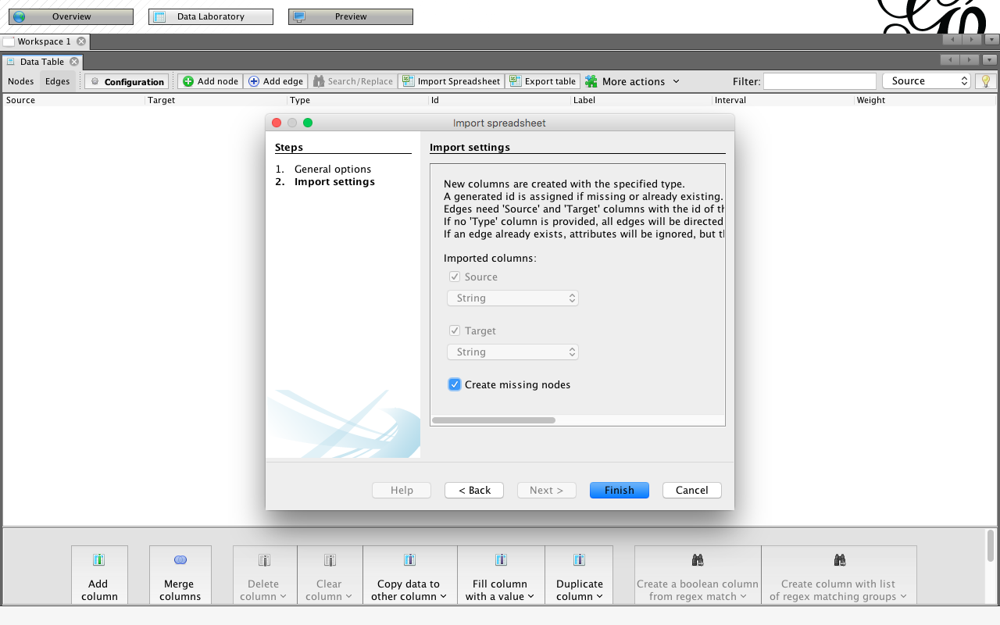 Overview
Data Laboratory
Preview
Workspace 1
Data Table
Nodes Edges Configuration Add node Add edge Search/Replace Import Spreadsheet Export table More actions Filter: Source
Source Target Type Id Label Interval Weight
Import spreadsheet
Steps
1. General options
2. Import settings
Import settings
New columns are created with the specified type.
A generated id is assigned if missing or already existing.
Edges need 'Source' and 'Target' columns with the id of th
If no 'Type' column is provided, all edges will be directed
If an edge already exists, attributes will be ignored, but t
Imported columns:
Source
String
Target
String
Create missing nodes
Help < Back Next > Finish Cancel
Add
column
Merge
columns
Delete
column
Clear
column
Copy data to
other column
Fill column
with a value
Duplicate
column
Create a boolean column
from regex match
Create column with list
of regex matching groups